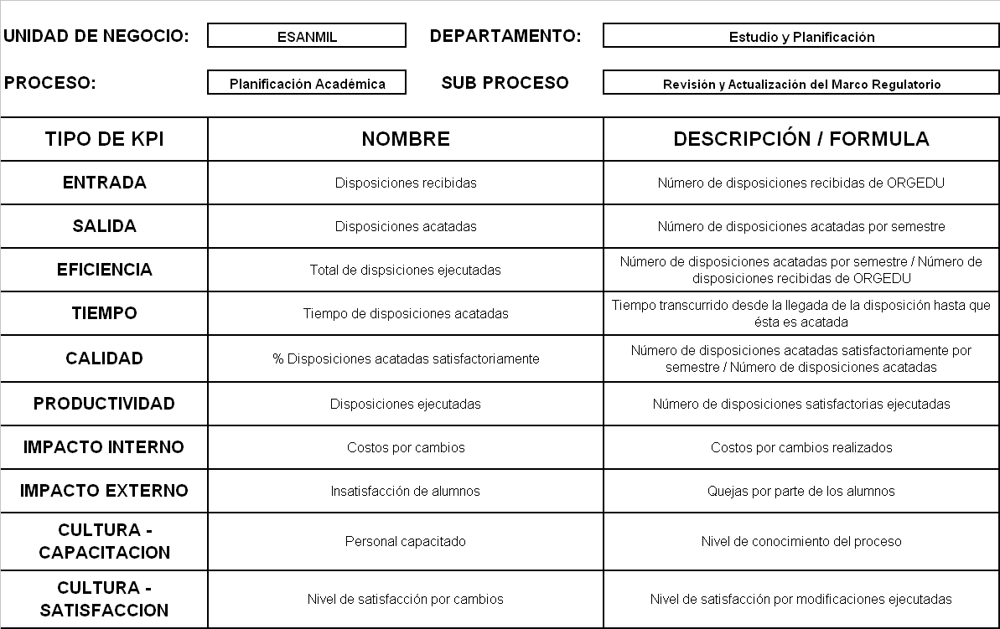 UNIDAD DE NEGOCIO: ESANMIL DEPARTAMENTO: Estudio y Planificación
PROCESO: Planificación Académica SUB PROCESO Revisión y Actualización del Marco Regulatorio
TIPO DE KPI NOMBRE DESCRIPCIÓN / FORMULA
ENTRADA Disposiciones recibidas Número de disposiciones recibidas de ORGEDU
SALIDA Disposiciones acatadas Número de disposiciones acatadas por semestre
EFICIENCIA Total de dispsiciones ejecutadas Número de disposiciones acatadas por semestre / Número de
disposiciones recibidas de ORGEDU
TIEMPO Tiempo de disposiciones acatadas Tiempo transcurrido desde la llegada de la disposición hasta que
ésta es acatada
CALIDAD % Disposiciones acatadas satisfactoriamente Número de disposiciones acatadas satisfactoriamente por
semestre / Número de disposiciones acatadas
PRODUCTIVIDAD Disposiciones ejecutadas Número de disposiciones satisfactorias ejecutadas
IMPACTO INTERNO Costos por cambios Costos por cambios realizados
IMPACTO EXTERNO Insatisfacción de alumnos Quejas por parte de los alumnos
CULTURA -
CAPACITACION Personal capacitado Nivel de conocimiento del proceso
CULTURA -
SATISFACCION Nivel de satisfacción por cambios Nivel de satisfacción por modificaciones ejecutadas